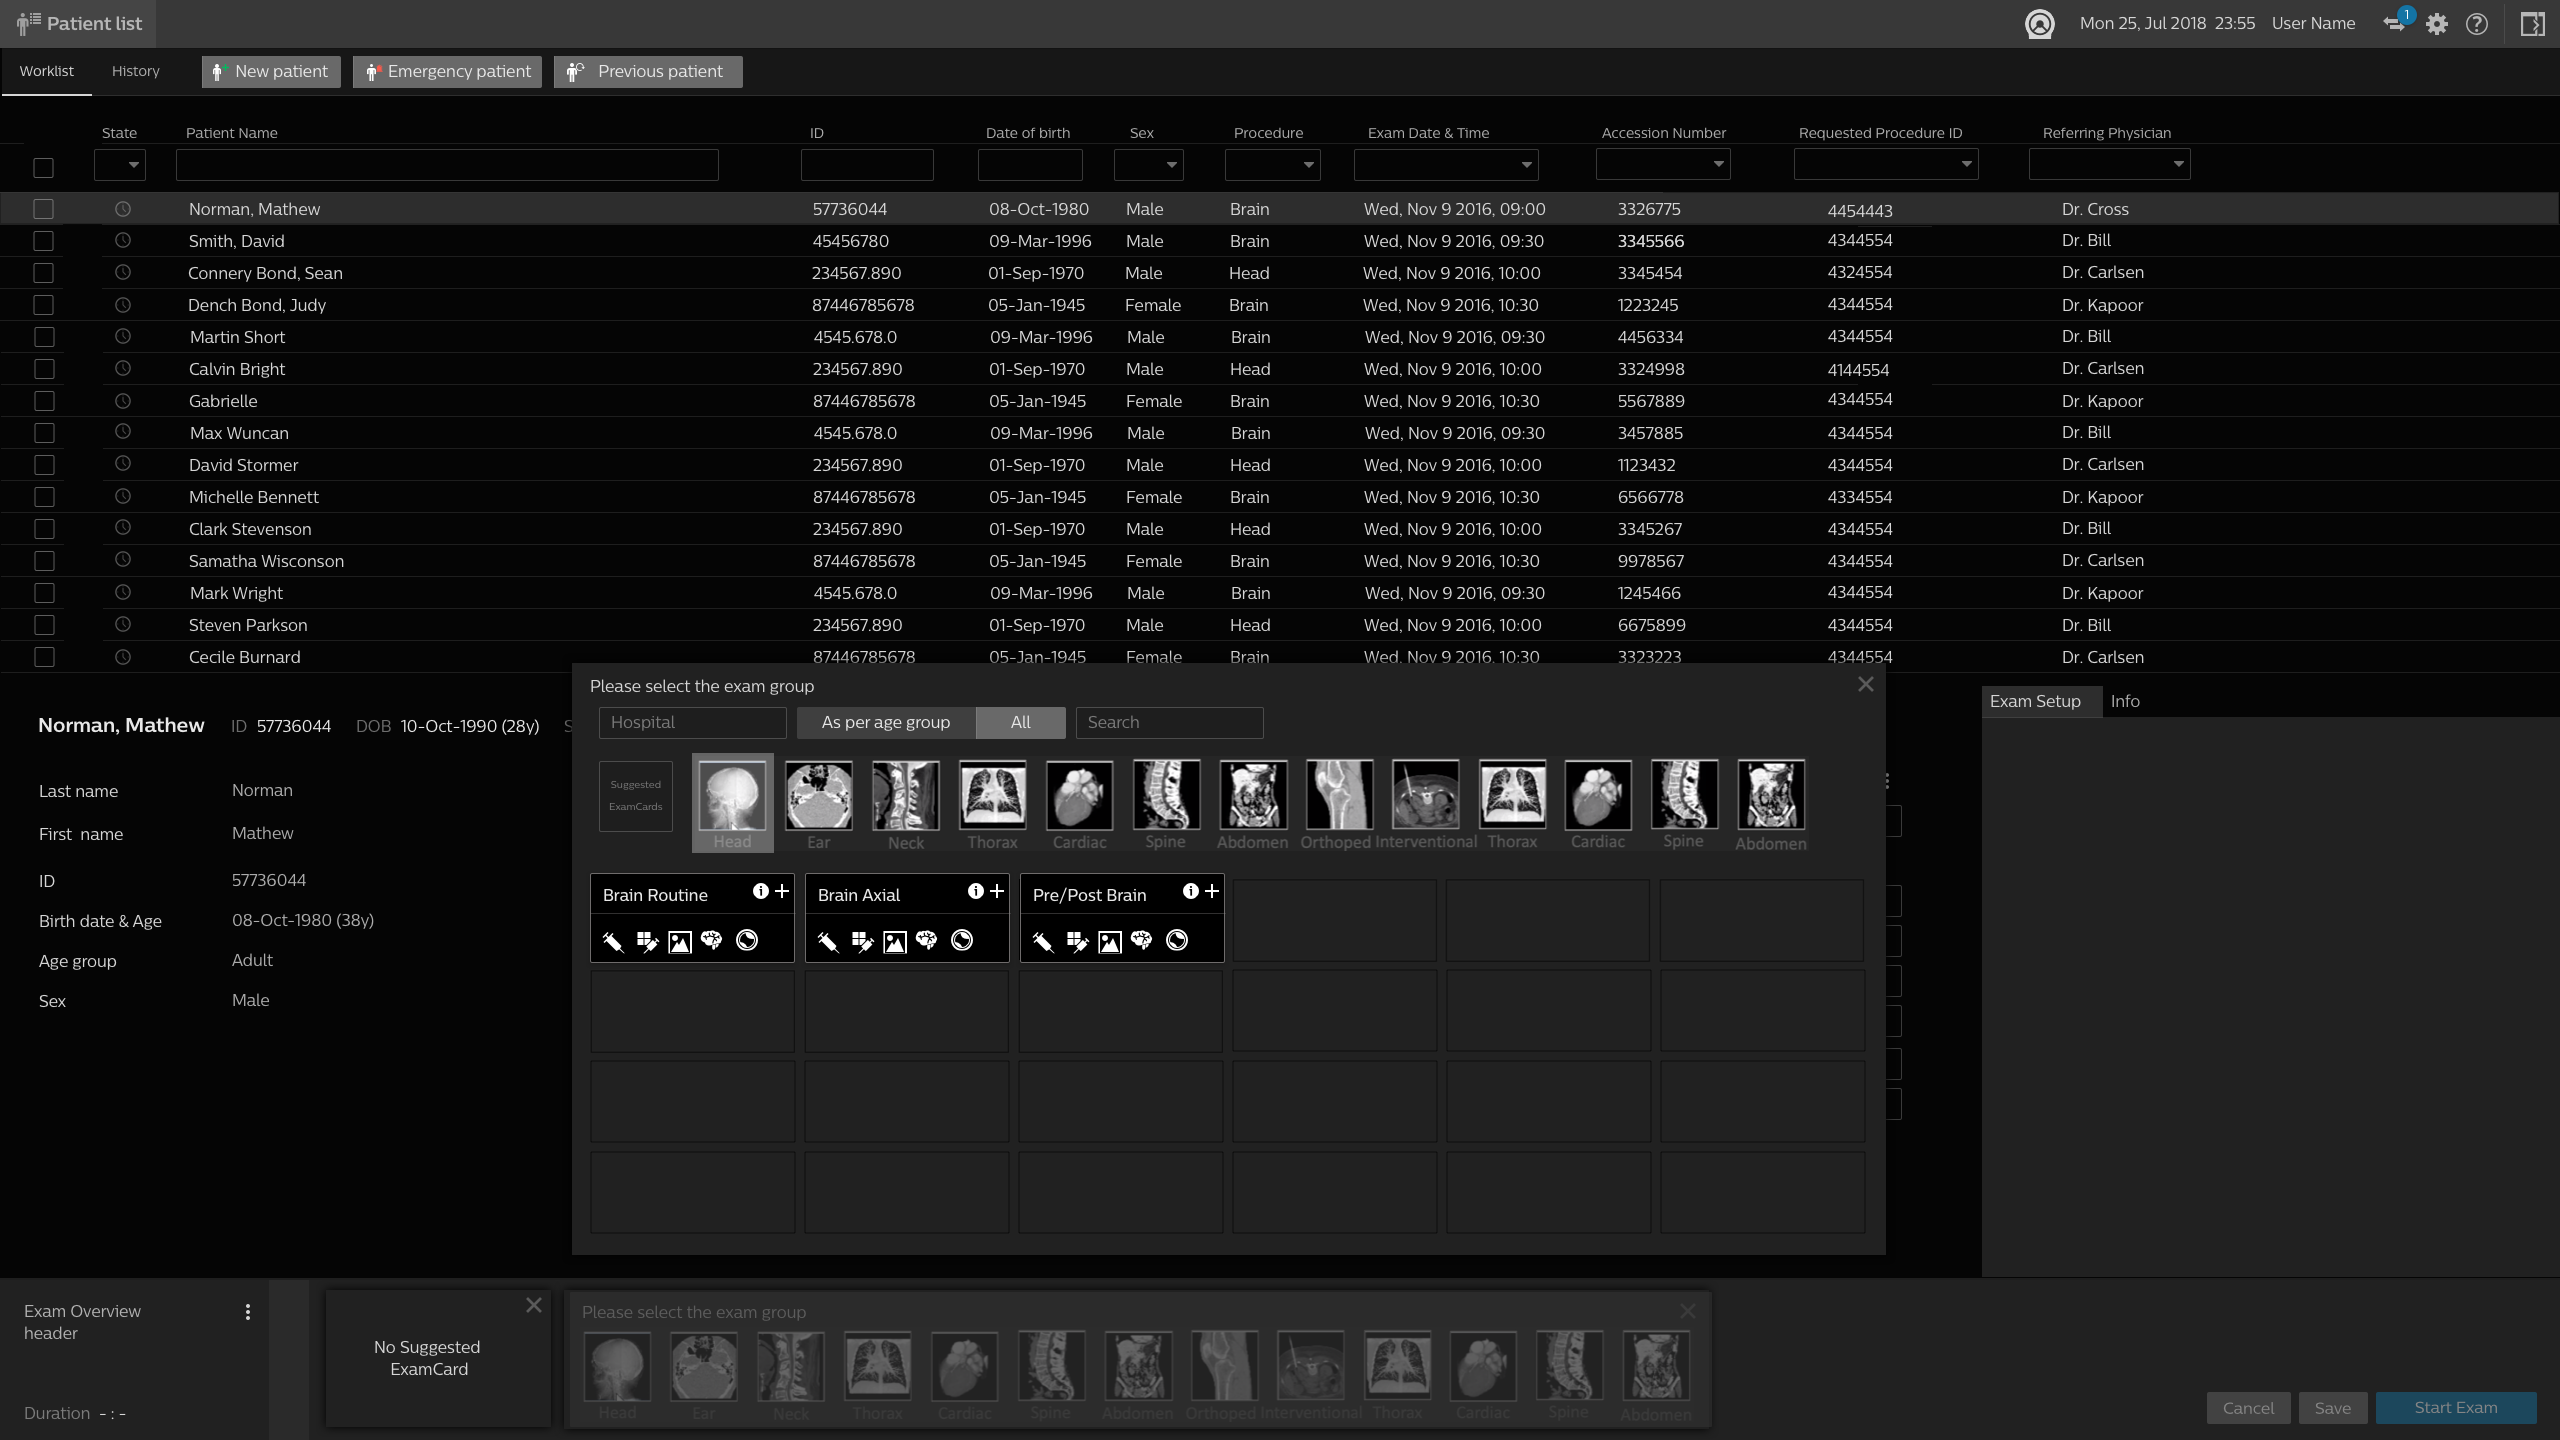 Patient list
Mon 25, Jul 2018 23:55 User Name 1
Worklist History New patient Emergency patient Previous patient
State Patient Name ID Date of birth Sex Procedure Exam Date & Time Accession Number Requested Procedure ID Referring Physician
Norman, Mathew 57736044 08-Oct-1980 Male Brain Wed, Nov 9 2016, 09:00 3326775 4454443 Dr. Cross
Smith, David 45456780 09-Mar-1996 Male Brain Wed, Nov 9 2016, 09:30 3345566 4344554 Dr. Bill
Connery Bond, Sean 234567.890 01-Sep-1970 Male Head Wed, Nov 9 2016, 10:00 3345454 4324554 Dr. Carlsen
Dench Bond, Judy 87446785678 05-Jan-1945 Female Brain Wed, Nov 9 2016, 10:30 1223245 4344554 Dr. Kapoor
Martin Short 4545.678.0 09-Mar-1996 Male Brain Wed, Nov 9 2016, 09:30 4456334 4344554 Dr. Bill
Calvin Bright 234567.890 01-Sep-1970 Male Head Wed, Nov 9 2016, 10:00 3324998 4144554 Dr. Carlsen
Gabrielle 87446785678 05-Jan-1945 Female Brain Wed, Nov 9 2016, 10:30 5567889 4344554 Dr. Kapoor
Max Wuncan 4545.678.0 09-Mar-1996 Male Brain Wed, Nov 9 2016, 09:30 3457885 4344554 Dr. Bill
David Stormer 234567.890 01-Sep-1970 Male Head Wed, Nov 9 2016, 10:00 1123432 4344554 Dr. Carlsen
Michelle Bennett 87446785678 05-Jan-1945 Female Brain Wed, Nov 9 2016, 10:30 6566778 4334554 Dr. Kapoor
Clark Stevenson 234567.890 01-Sep-1970 Male Head Wed, Nov 9 2016, 10:00 3345267 4344554 Dr. Bill
Samatha Wisconson 87446785678 05-Jan-1945 Female Brain Wed, Nov 9 2016, 10:30 9978567 4344554 Dr. Carlsen
Mark Wright 4545.678.0 09-Mar-1996 Male Brain Wed, Nov 9 2016, 09:30 1245466 4344554 Dr. Kapoor
Steven Parkson 234567.890 01-Sep-1970 Male Head Wed, Nov 9 2016, 10:00 6675899 4344554 Dr. Bill
Cecile Burnard 87446785678 05-Jan-1945 Female Brain Wed, Nov 9 2016, 10:30 3323223 4344554 Dr. Carlsen
Norman, Mathew ID 57736044 DOB 10-Oct-1990 (28y) S
Last name Norman
First name Mathew
ID 57736044
Birth date & Age 08-Oct-1980 (38y)
Age group Adult
Sex Male
Please select the exam group
Hospital As per age group All Search
Suggested
ExamCards
Head Ear Neck Thorax Cardiac Spine Abdomen Orthoped Interventional Thorax Cardiac Spine Abdomen
Brain Routine Brain Axial Pre/Post Brain
Exam Setup Info
Exam Overview
header
Duration - : -
No Suggested
ExamCard
Please select the exam group
Head Ear Neck Thorax Cardiac Spine Abdomen Orthoped Interventional Thorax Cardiac Spine Abdomen
Cancel Save Start Exam